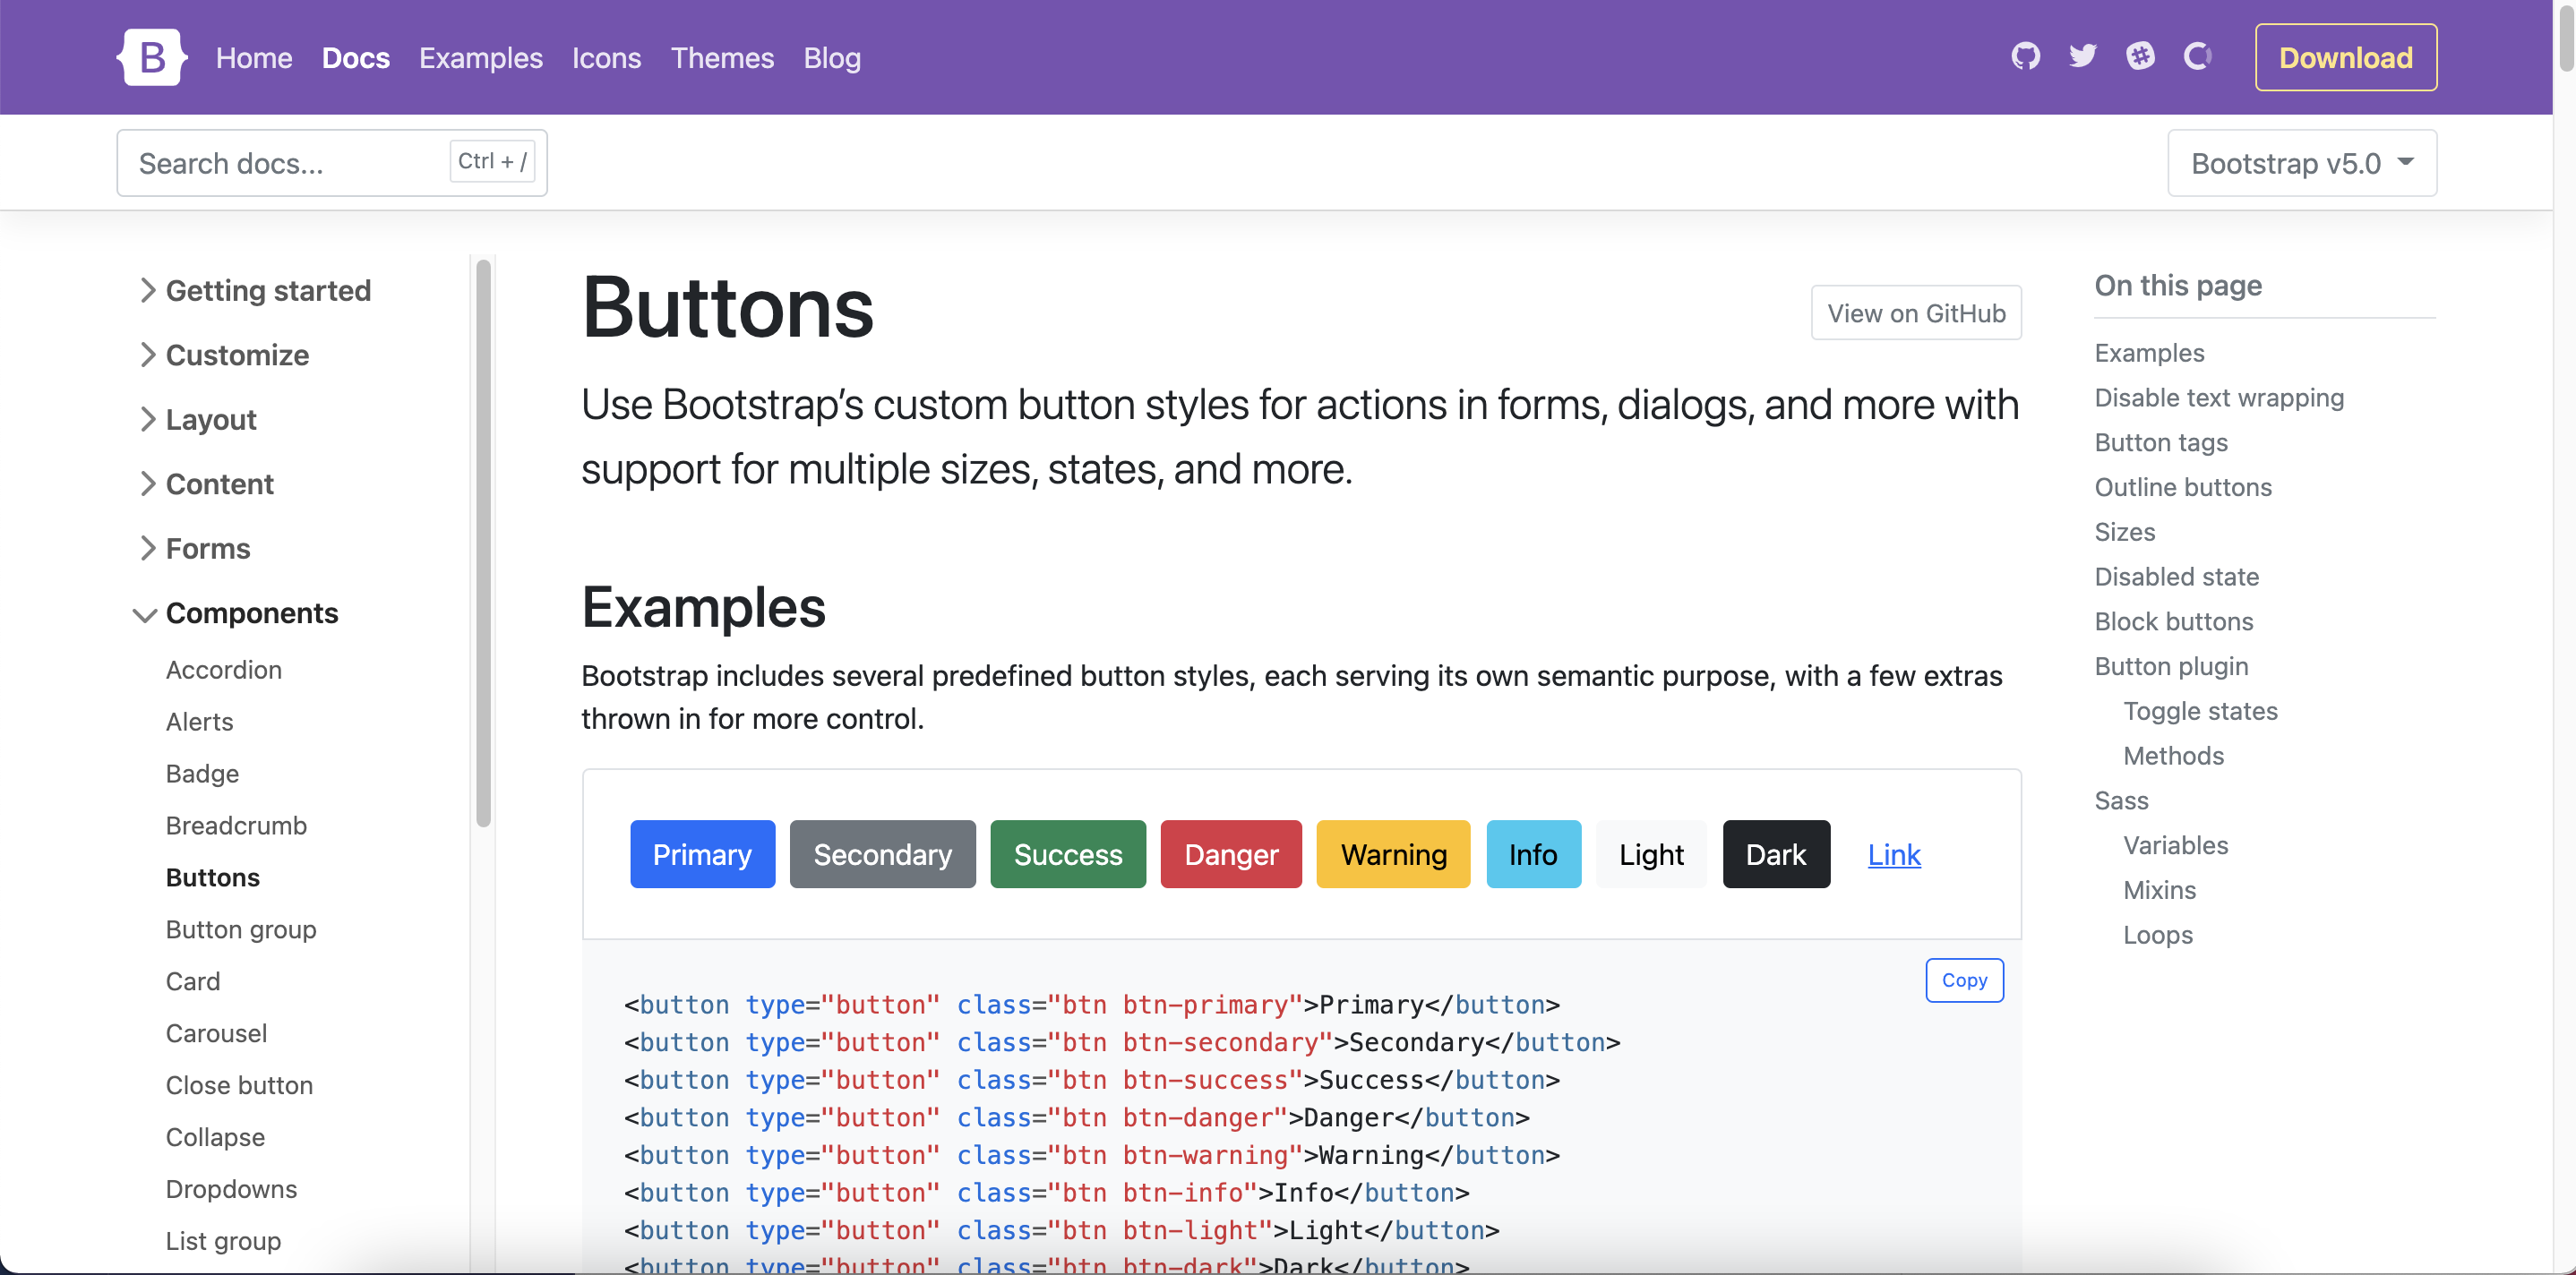 B
Home Docs Examples Icons Themes Blog
Download
Search docs... Ctrl + /
Bootstrap v5.0
Getting started
Customize
Layout
Content
Forms
Components
Accordion
Alerts
Badge
Breadcrumb
Buttons
Button group
Card
Carousel
Close button
Collapse
Dropdowns
List group
Buttons
View on GitHub
Use Bootstrap’s custom button styles for actions in forms, dialogs, and more with
support for multiple sizes, states, and more.
Examples
Bootstrap includes several predefined button styles, each serving its own semantic purpose, with a few extras
thrown in for more control.
Primary Secondary Success Danger Warning Info Light Dark Link
Copy
<button type="button" class="btn btn-primary">Primary</button>
<button type="button" class="btn btn-secondary">Secondary</button>
<button type="button" class="btn btn-success">Success</button>
<button type="button" class="btn btn-danger">Danger</button>
<button type="button" class="btn btn-warning">Warning</button>
<button type="button" class="btn btn-info">Info</button>
<button type="button" class="btn btn-light">Light</button>
<button type="button" class="btn btn-dark">Dark</button>
On this page
Examples
Disable text wrapping
Button tags
Outline buttons
Sizes
Disabled state
Block buttons
Button plugin
Toggle states
Methods
Sass
Variables
Mixins
Loops